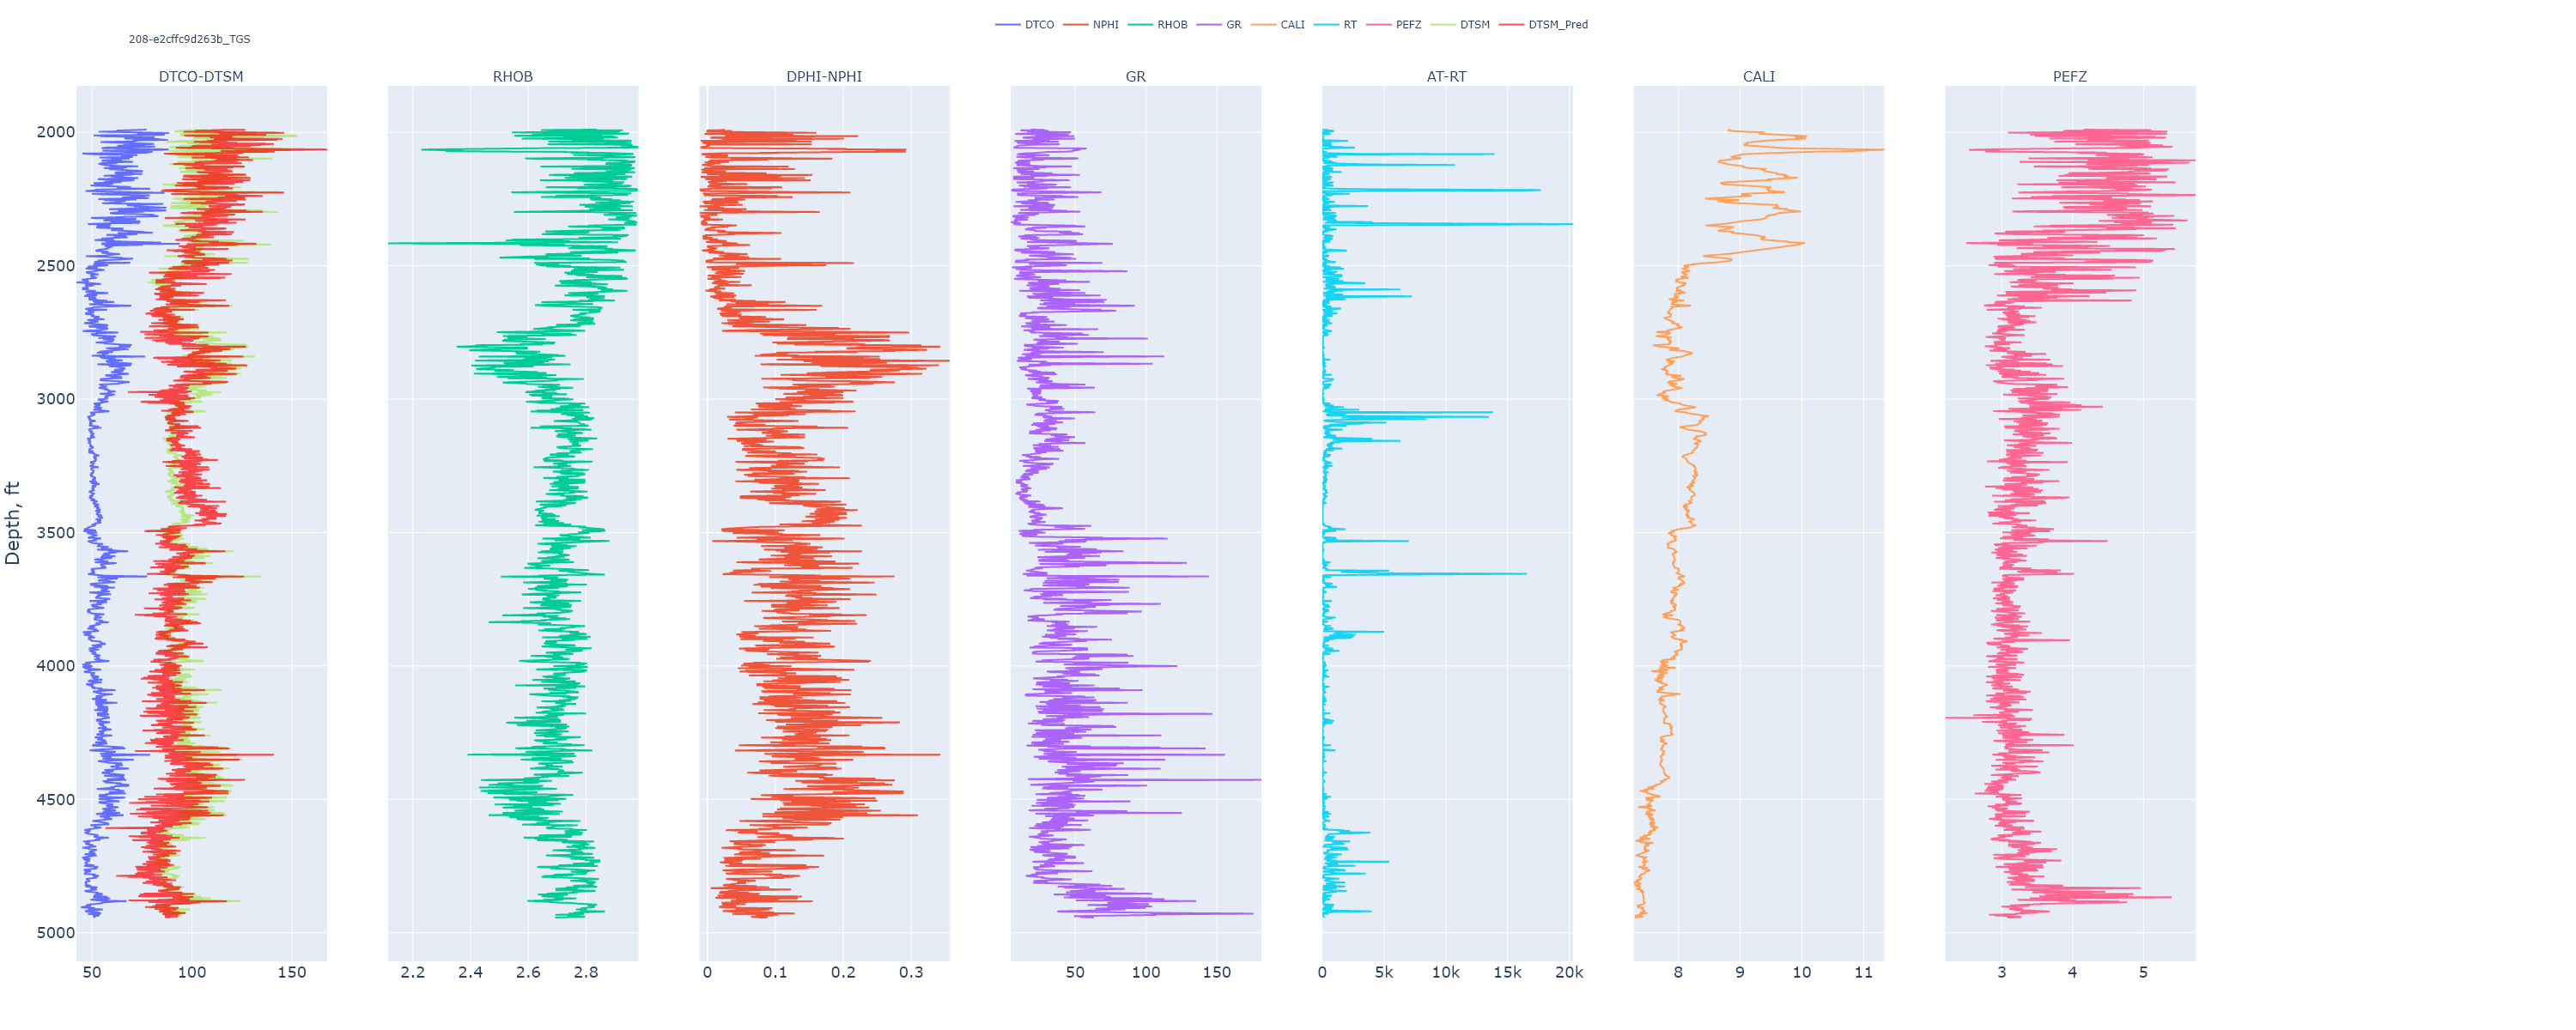 DTCO NPHI RHOB GR CALI RT PEFZ DTSM DTSM_Pred
208-e2cffc9d263b_TGS
DTCO-DTSM RHOB DPHI-NPHI GR AT-RT CALI PEFZ
Depth, ft
2000
2500
3000
3500
4000
4500
5000
50 100 150 2.2 2.4 2.6 2.8 0 0.1 0.2 0.3 50 100 150 0 5k 10k 15k 20k 8 9 10 11 3 4 5